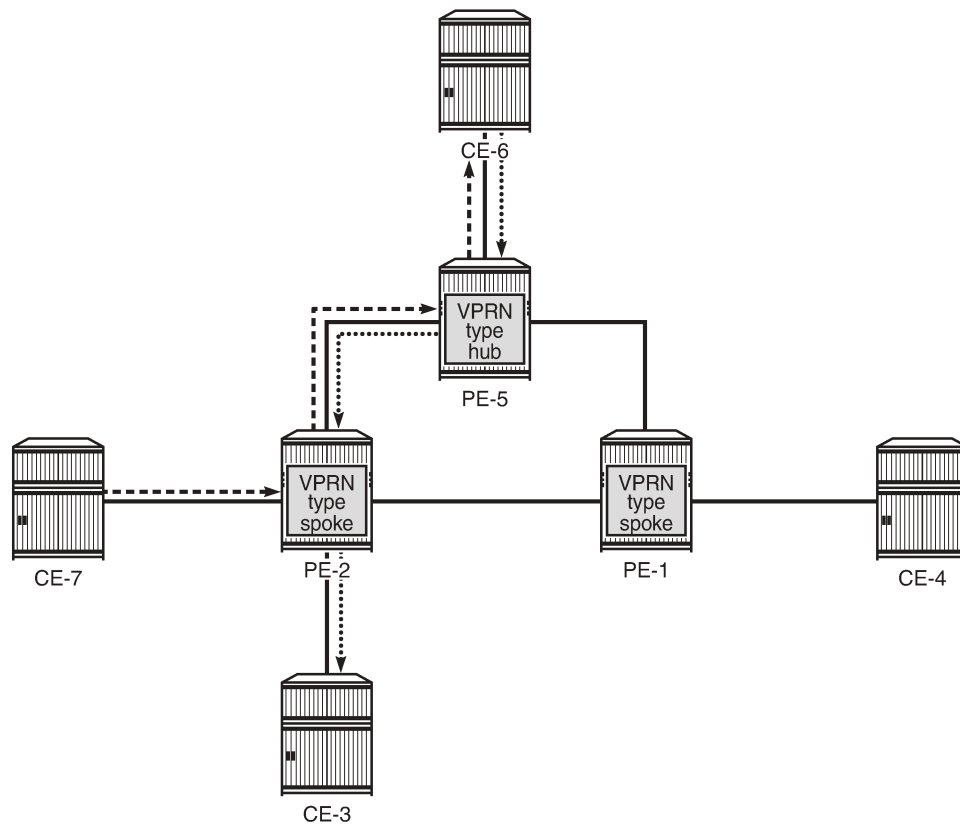 CE-6
VPRN
type
hub
PE-5
VPRN
type
spoke
VPRN
type
spoke
CE-7
PE-2
PE-1
CE-4
CE-3